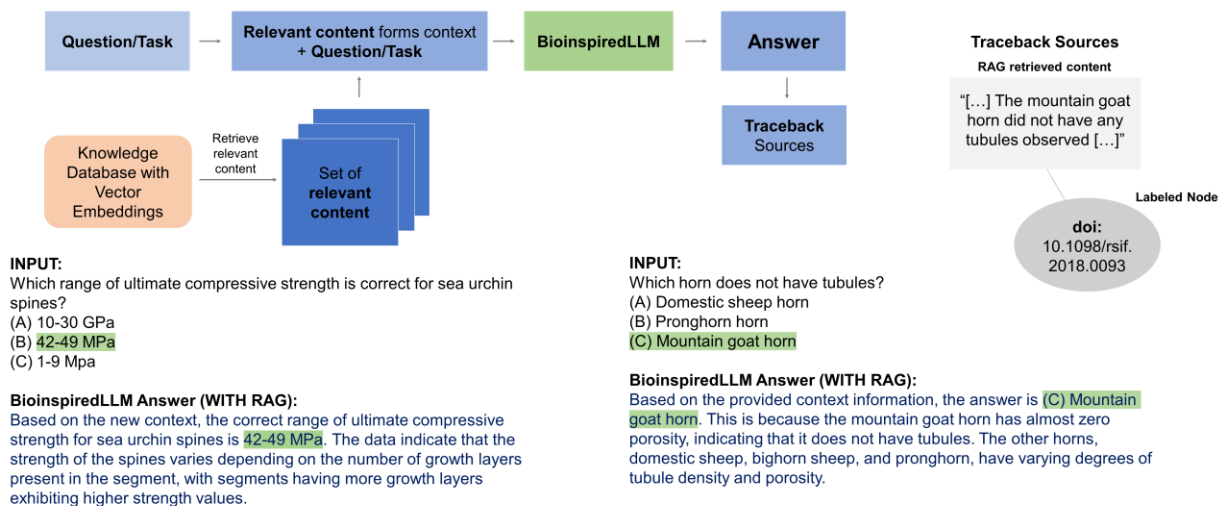 Question/Task
Relevant content forms context
+ Question/Task
BioinspiredLLM
Answer
Traceback
Sources
Knowledge
Database with
Vector
Embeddings
Retrieve
relevant
content
Set of
relevant
content
Traceback Sources
RAG retrieved content
“[…] The mountain goat
horn did not have any
tubules observed […]”
Labeled Node
doi:
10.1098/rsif.
2018.0093
INPUT:
Which range of ultimate compressive strength is correct for sea urchin
spines?
(A) 10-30 GPa
(B) 42-49 MPa
(C) 1-9 Mpa
BioinspiredLLM Answer (WITH RAG):
Based on the new context, the correct range of ultimate compressive
strength for sea urchin spines is 42-49 MPa. The data indicate that the
strength of the spines varies depending on the number of growth layers
present in the segment, with segments having more growth layers
exhibiting higher strength values.
INPUT:
Which horn does not have tubules?
(A) Domestic sheep horn
(B) Pronghorn horn
(C) Mountain goat horn
BioinspiredLLM Answer (WITH RAG):
Based on the provided context information, the answer is (C) Mountain
goat horn. This is because the mountain goat horn has almost zero
porosity, indicating that it does not have tubules. The other horns,
domestic sheep, bighorn sheep, and pronghorn, have varying degrees of
tubule density and porosity.